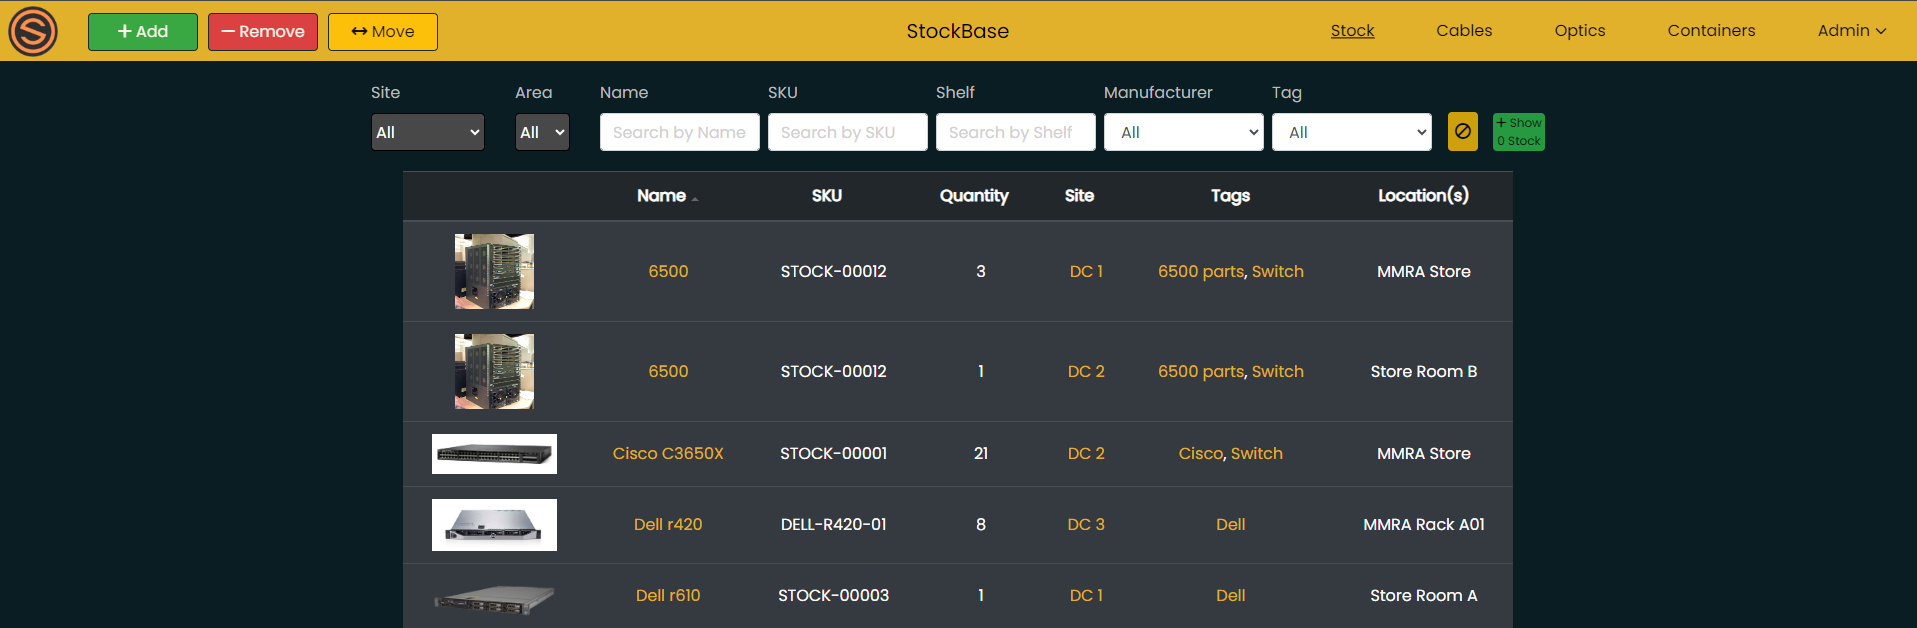 + Add
− Remove
↔ Move
StockBase
Stock
Cables
Optics
Containers
Admin
Site
Area
Name
SKU
Shelf
Manufacturer
Tag
All
All
Search by Name
Search by SKU
Search by Shelf
All
All
+ Show
0 Stock
Name SKU Quantity Site Tags Location(s)
6500 STOCK-00012 3 DC 1 6500 parts, Switch MMRA Store
6500 STOCK-00012 1 DC 2 6500 parts, Switch Store Room B
Cisco C3650X STOCK-00001 21 DC 2 Cisco, Switch MMRA Store
Dell r420 DELL-R420-01 8 DC 3 Dell MMRA Rack A01
Dell r610 STOCK-00003 1 DC 1 Dell Store Room A